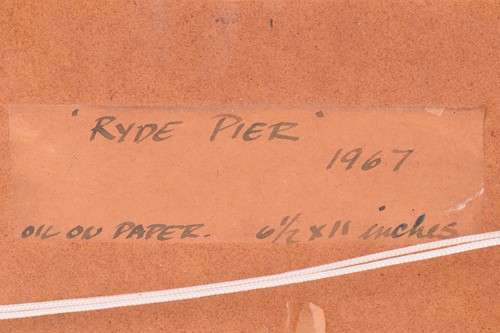 "RYDE PIER"
1967
OIL ON PAPER. 6½ x 11 inches